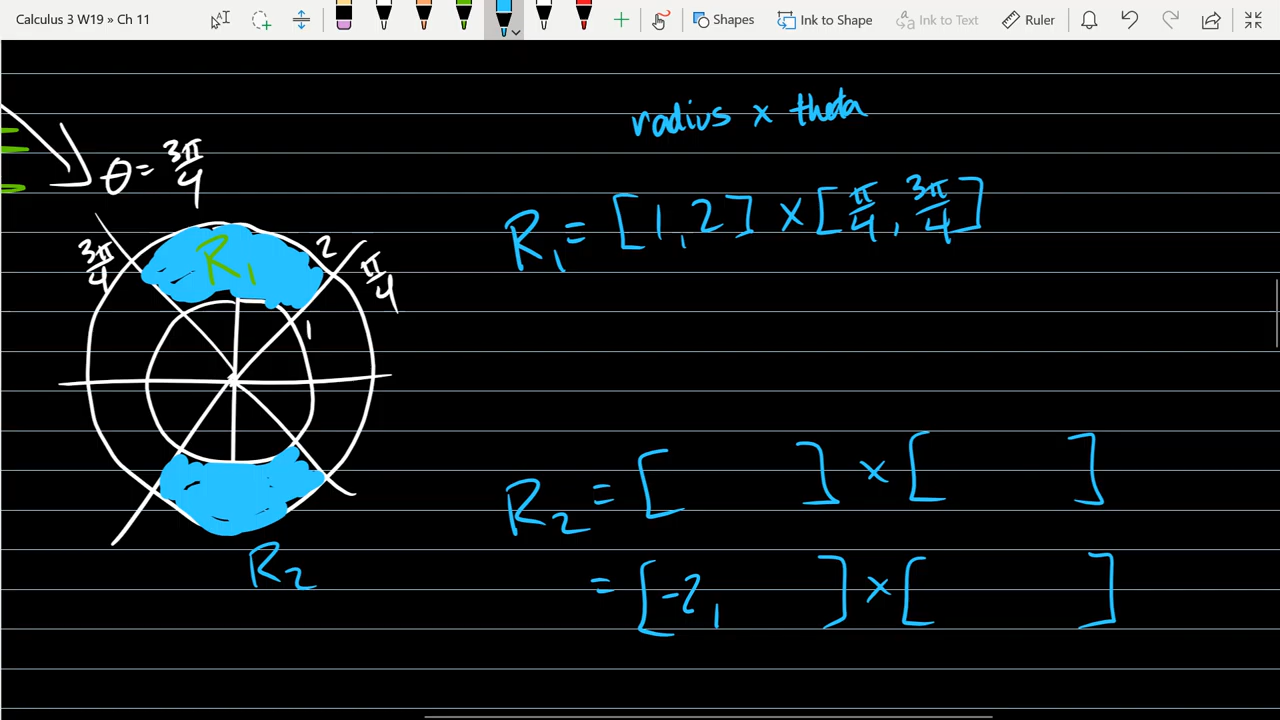 Calculus 3 W19 » Ch 11
Shapes
Ink to Shape
Ink to Text
Ruler
radius x theta
θ = 3π/4
R₁ = [1, 2] × [π/4, 3π/4]
3π/4
R₁
2
π/4
1
R₂ = [ ] × [ ]
R₂
= [-2, ] × [ ]